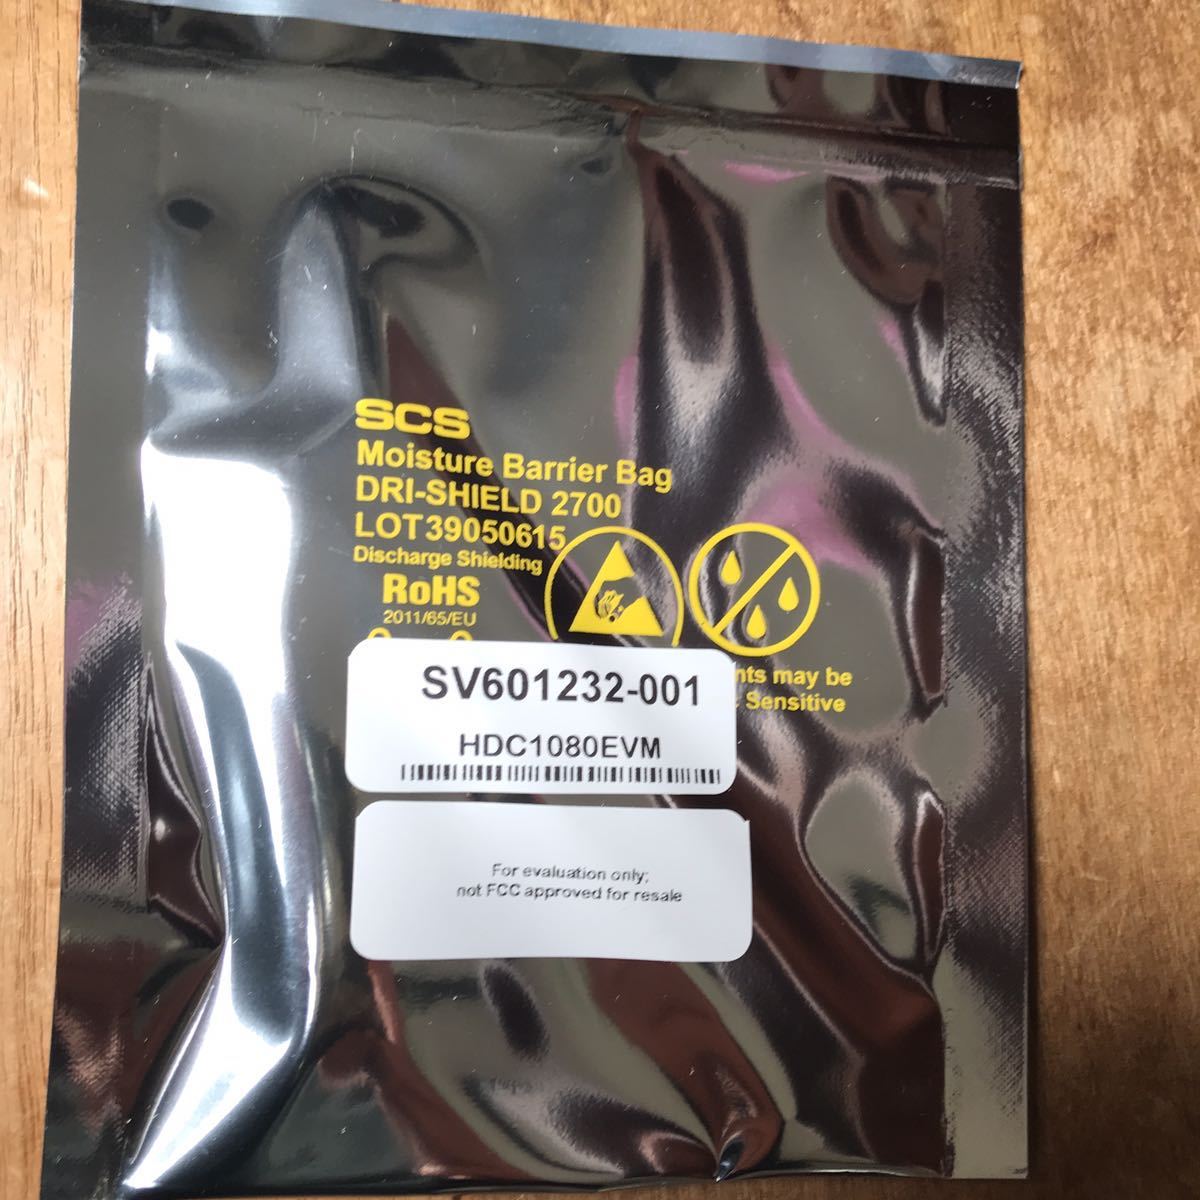 SCS
Moisture Barrier Bag
DRI-SHIELD 2700
LOT39050615
Discharge Shielding
RoHS
2011/65/EU
may be
Sensitive
SV601232-001
HDC1080EVM
For evaluation only;
not FCC approved for resale